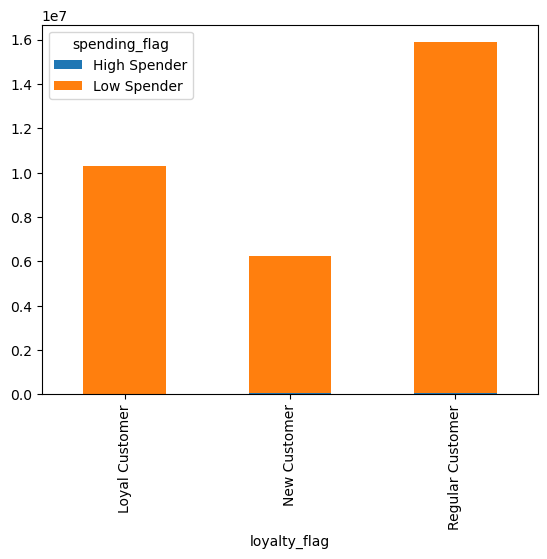 1e7
spending_flag
High Spender
Low Spender
1.6
1.4
1.2
1.0
0.8
0.6
0.4
0.2
0.0
Loyal Customer
New Customer
Regular Customer
loyalty_flag